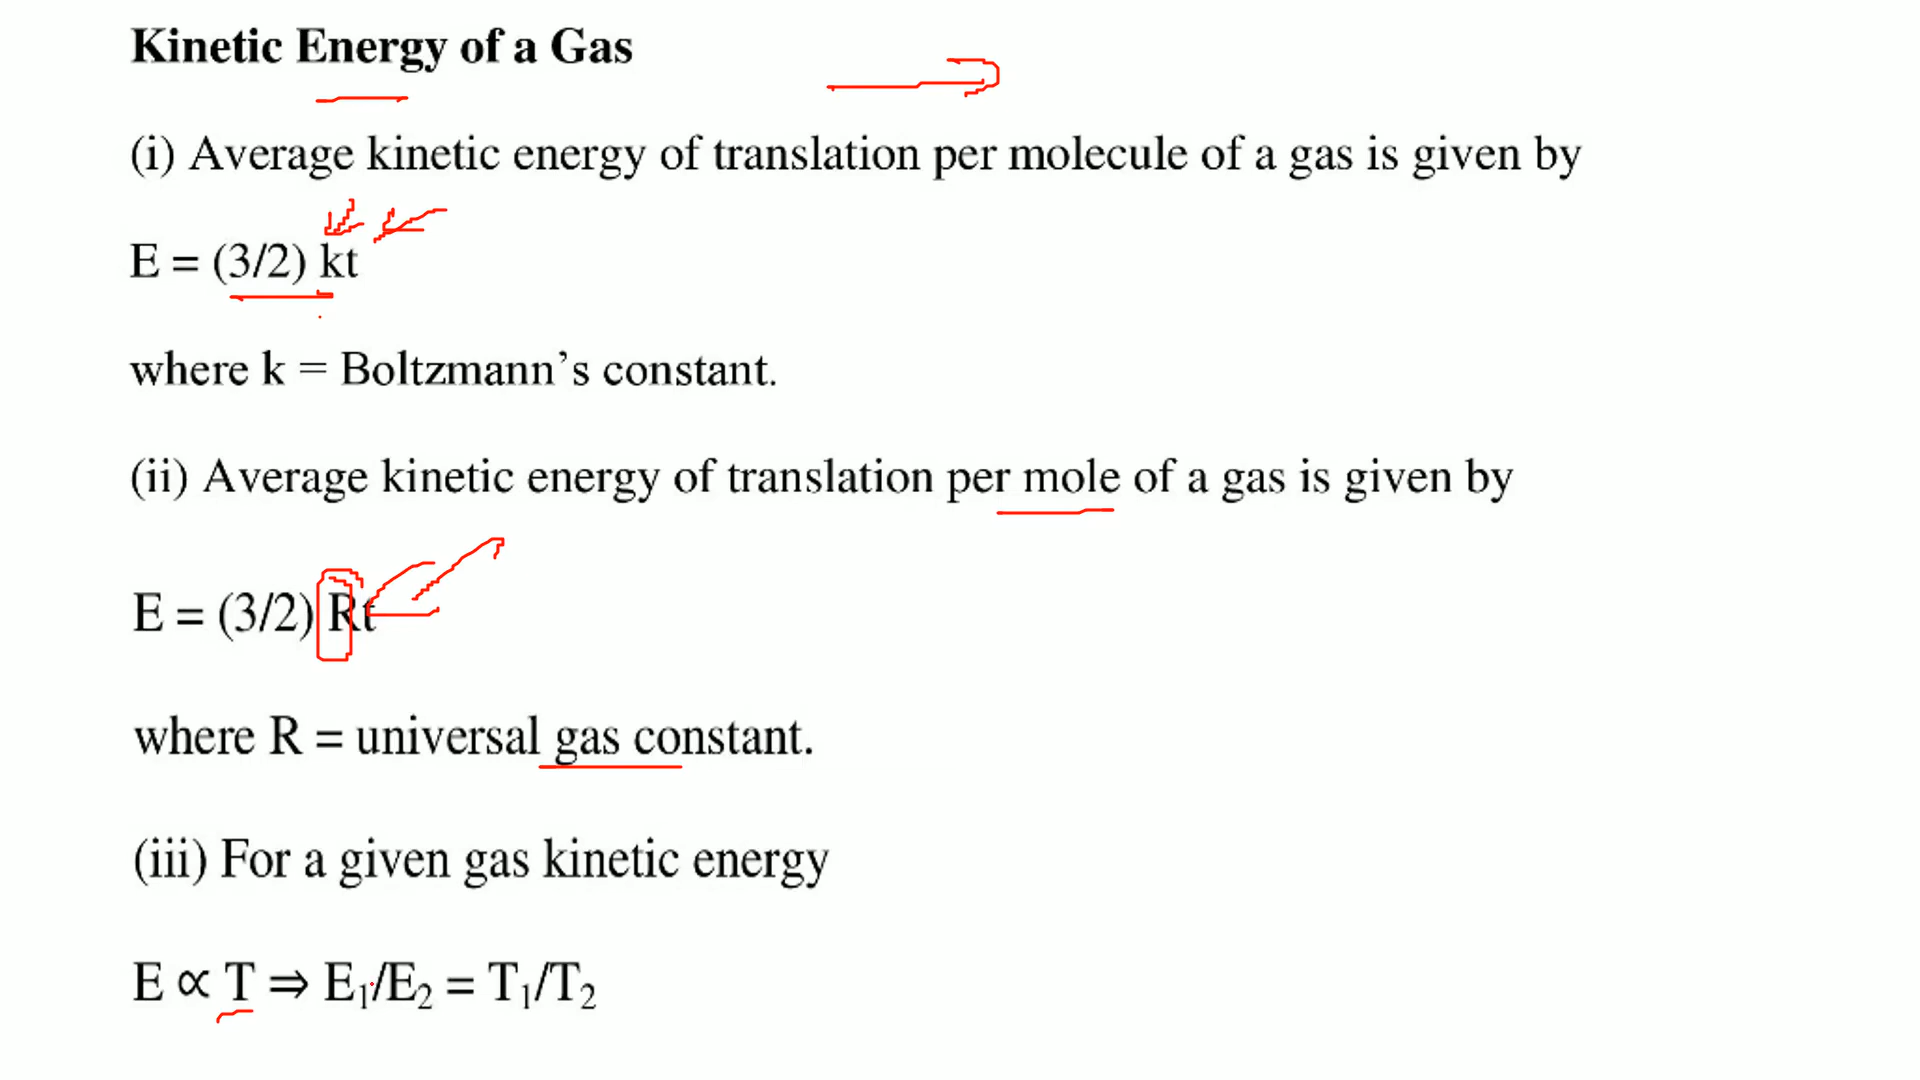 Kinetic Energy of a Gas
(i) Average kinetic energy of translation per molecule of a gas is given by
E = (3/2) kt
where k = Boltzmann’s constant.
(ii) Average kinetic energy of translation per mole of a gas is given by
E = (3/2) Rt
where R = universal gas constant.
(iii) For a given gas kinetic energy
E ∝ T ⇒ E₁/E₂ = T₁/T₂